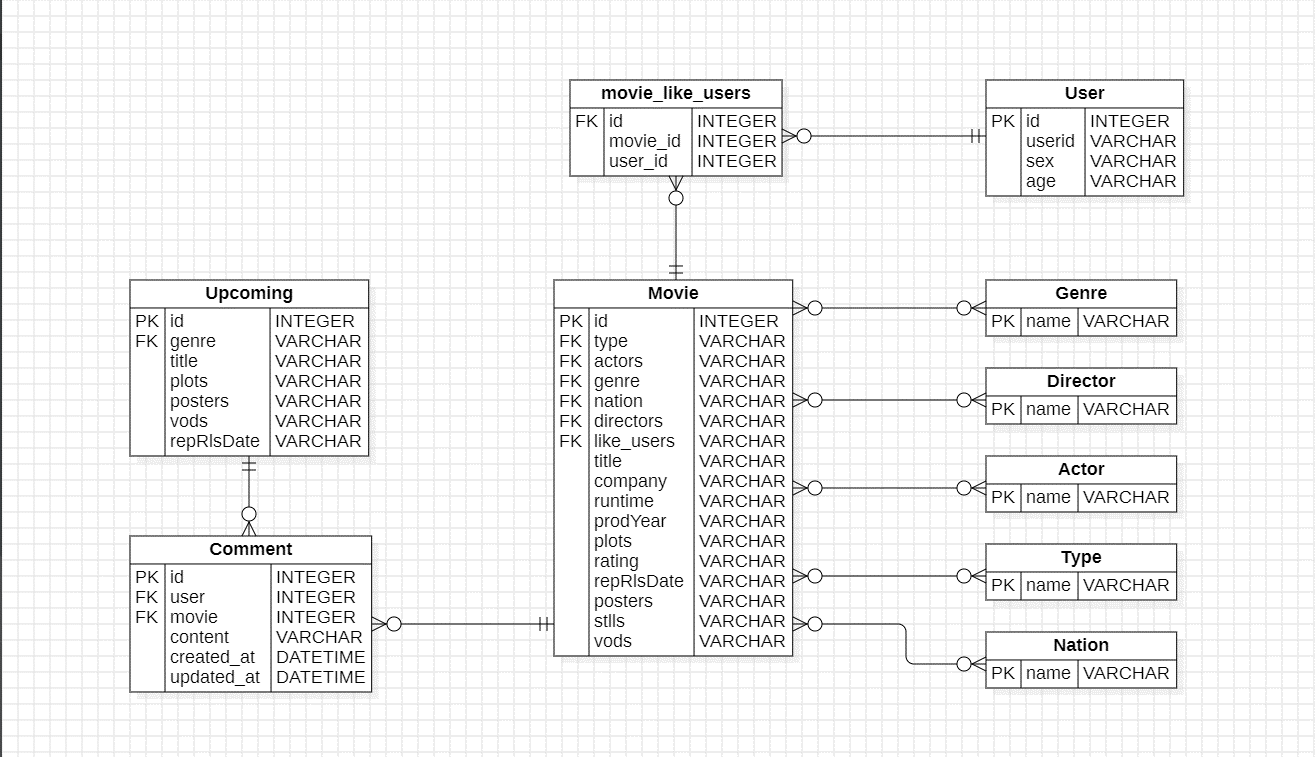 movie_like_users
FK id INTEGER
movie_id INTEGER
user_id INTEGER
User
PK id INTEGER
userid VARCHAR
sex VARCHAR
age VARCHAR
Upcoming
PK id INTEGER
FK genre VARCHAR
title VARCHAR
plots VARCHAR
posters VARCHAR
vods VARCHAR
repRlsDate VARCHAR
Movie
PK id INTEGER
FK type VARCHAR
FK actors VARCHAR
FK genre VARCHAR
FK nation VARCHAR
FK directors VARCHAR
FK like_users VARCHAR
title VARCHAR
company VARCHAR
runtime VARCHAR
prodYear VARCHAR
plots VARCHAR
rating VARCHAR
repRlsDate VARCHAR
posters VARCHAR
stlls VARCHAR
vods VARCHAR
Genre
PK name VARCHAR
Director
PK name VARCHAR
Actor
PK name VARCHAR
Type
PK name VARCHAR
Nation
PK name VARCHAR
Comment
PK id INTEGER
FK user INTEGER
FK movie INTEGER
content VARCHAR
created_at DATETIME
updated_at DATETIME